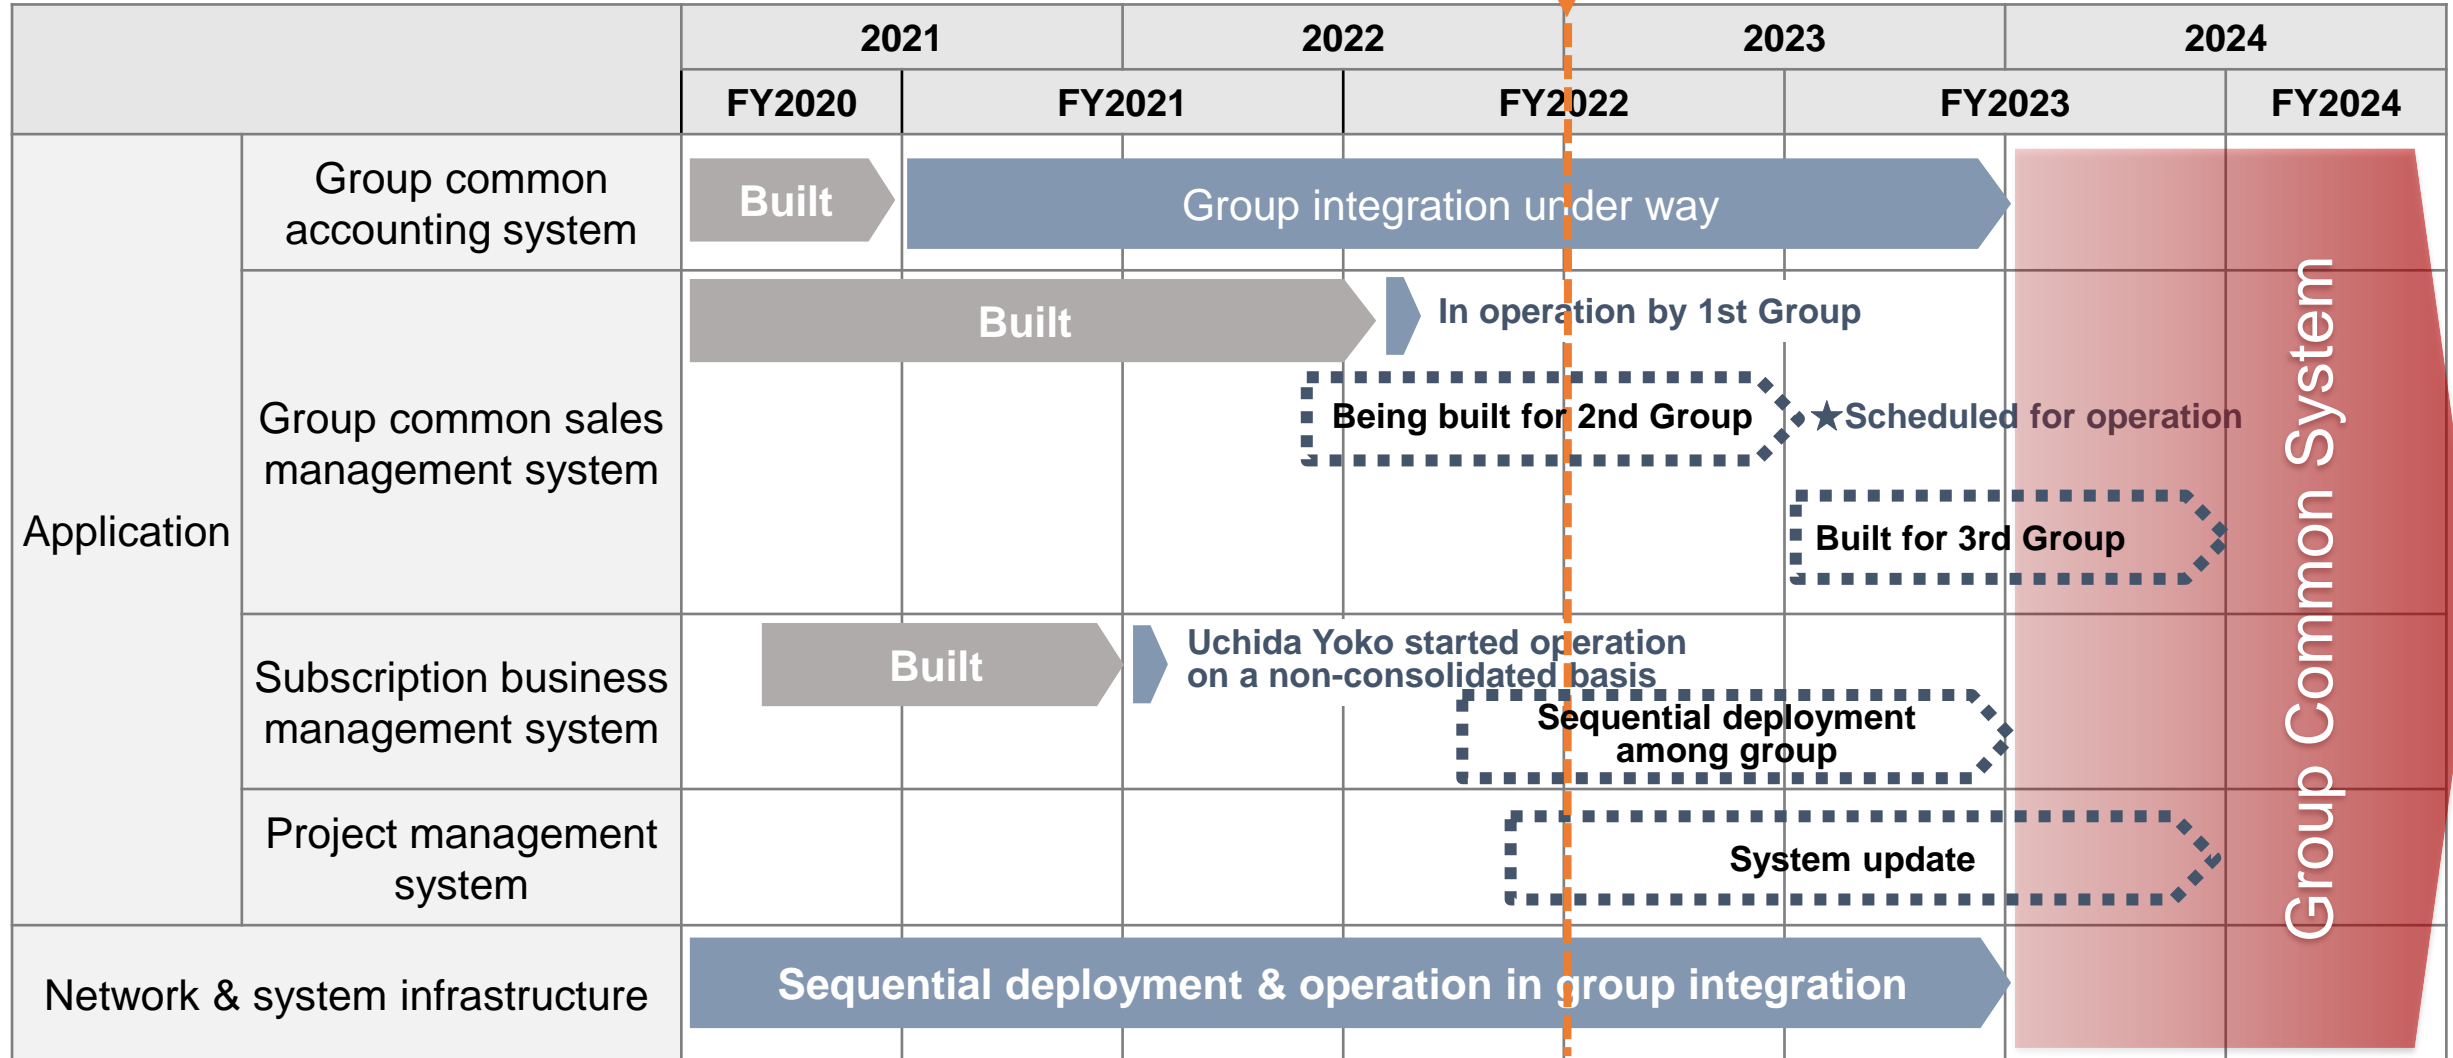 2021
2022
2023
2024
FY2020
FY2021
FY2022
FY2023
FY2024
Application
Group common
accounting system
Built
Group integration under way
Group common sales
management system
Built
In operation by 1st Group
Being built for 2nd Group
★Scheduled for operation
Built for 3rd Group
Subscription business
management system
Built
Uchida Yoko started operation
on a non-consolidated basis
Sequential deployment
among group
Project management
system
System update
Network & system infrastructure
Sequential deployment & operation in group integration
Group Common System